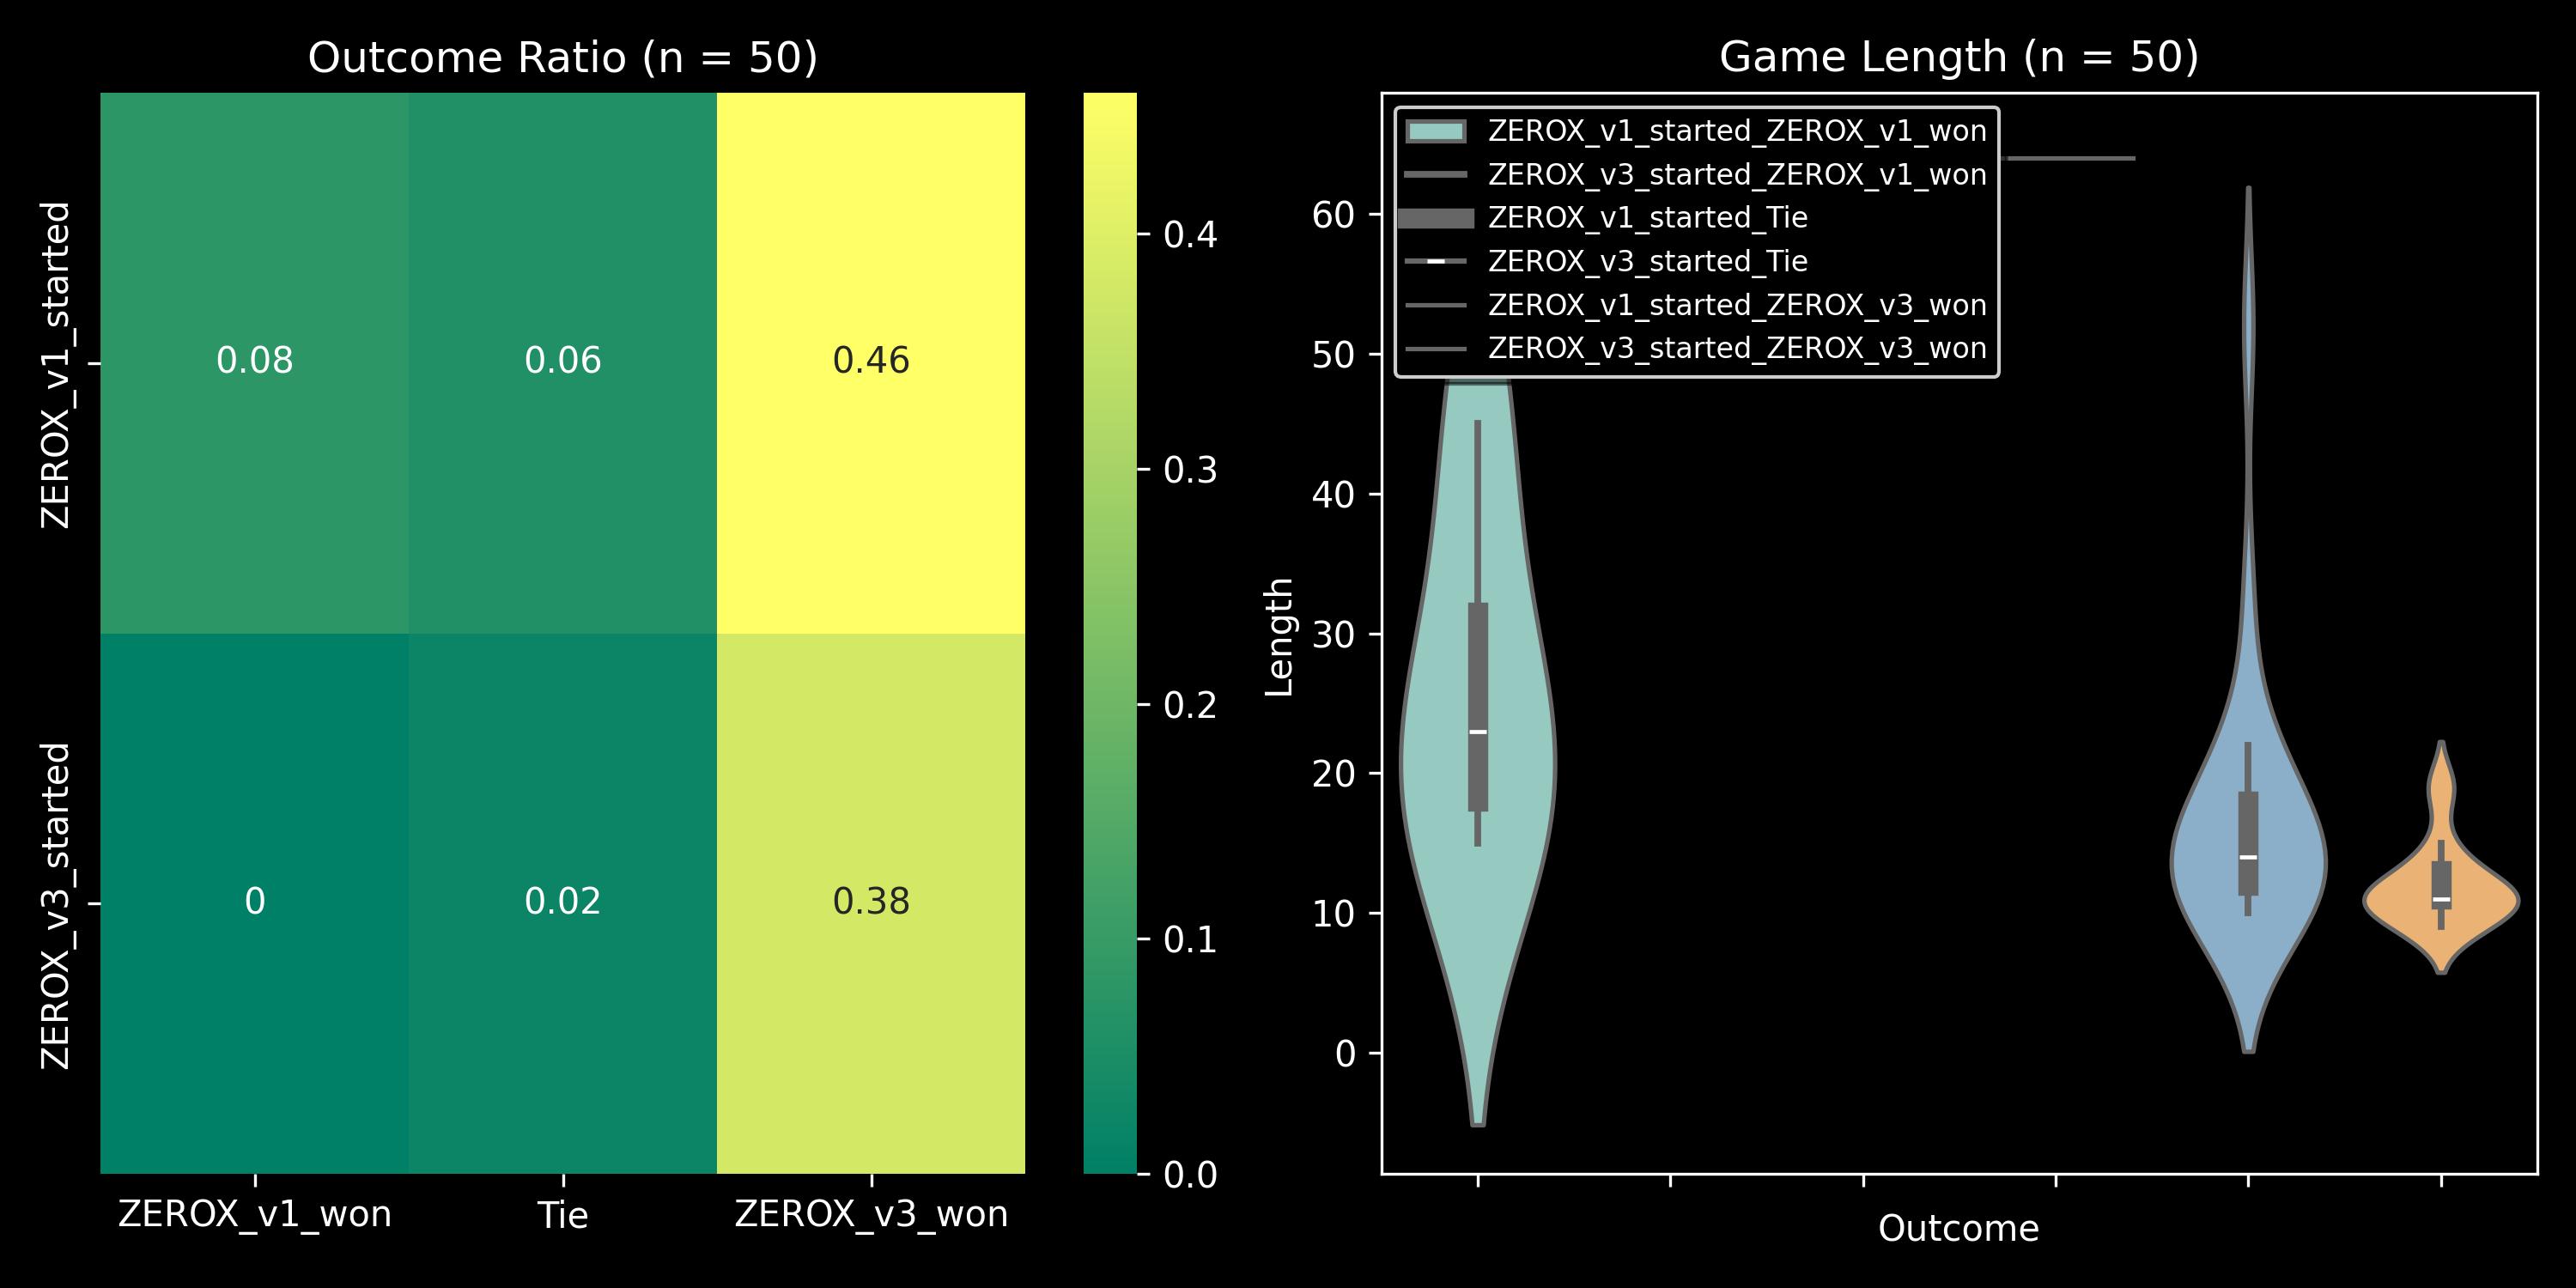 Outcome Ratio (n = 50)
ZEROX_v1_started
ZEROX_v3_started
0.08
0.06
0.46
0
0.02
0.38
ZEROX_v1_won
Tie
ZEROX_v3_won
0.4
0.3
0.2
0.1
0.0
Game Length (n = 50)
ZEROX_v1_started_ZEROX_v1_won
ZEROX_v3_started_ZEROX_v1_won
ZEROX_v1_started_Tie
ZEROX_v3_started_Tie
ZEROX_v1_started_ZEROX_v3_won
ZEROX_v3_started_ZEROX_v3_won
Length
60
50
40
30
20
10
0
Outcome